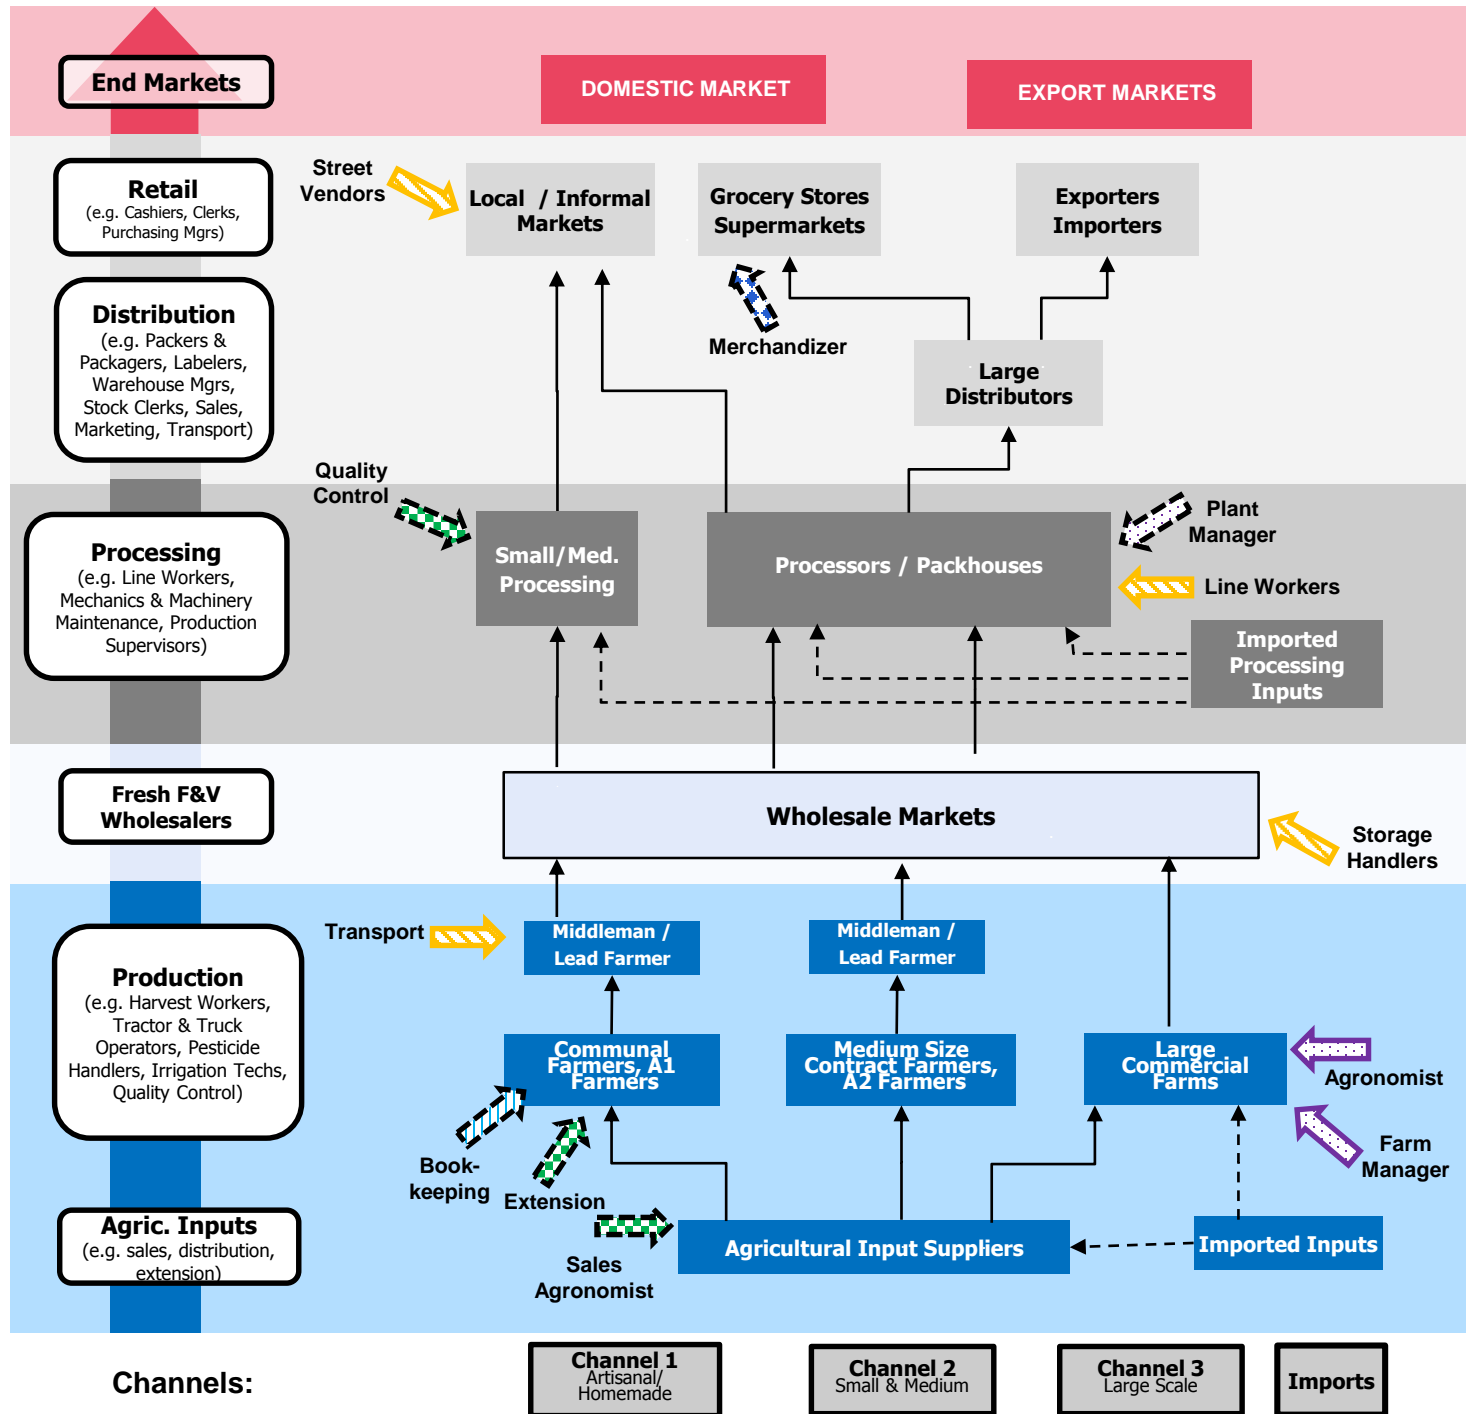 End Markets
DOMESTIC MARKET
EXPORT MARKETS
Retail
(e.g. Cashiers, Clerks,
Purchasing Mgrs)
Street
Vendors
Local / Informal
Markets
Grocery Stores
Supermarkets
Exporters
Importers
Distribution
(e.g. Packers &
Packagers, Labelers,
Warehouse Mgrs,
Stock Clerks, Sales,
Marketing, Transport)
Merchandizer
Large
Distributors
Quality
Control
Processing
(e.g. Line Workers,
Mechanics & Machinery
Maintenance, Production
Supervisors)
Small/Med.
Processing
Processors / Packhouses
Plant
Manager
Line Workers
Imported
Processing
Inputs
Fresh F&V
Wholesalers
Wholesale Markets
Storage
Handlers
Transport
Middleman /
Lead Farmer
Middleman /
Lead Farmer
Production
(e.g. Harvest Workers,
Tractor & Truck
Operators, Pesticide
Handlers, Irrigation Techs,
Quality Control)
Communal
Farmers, A1
Farmers
Medium Size
Contract Farmers,
A2 Farmers
Large
Commercial
Farms
Agronomist
Farm
Manager
Book-
keeping
Extension
Agric. Inputs
(e.g. sales, distribution,
extension)
Sales
Agronomist
Agricultural Input Suppliers
Imported Inputs
Channels:
Channel 1
Artisanal/
Homemade
Channel 2
Small & Medium
Channel 3
Large Scale
Imports